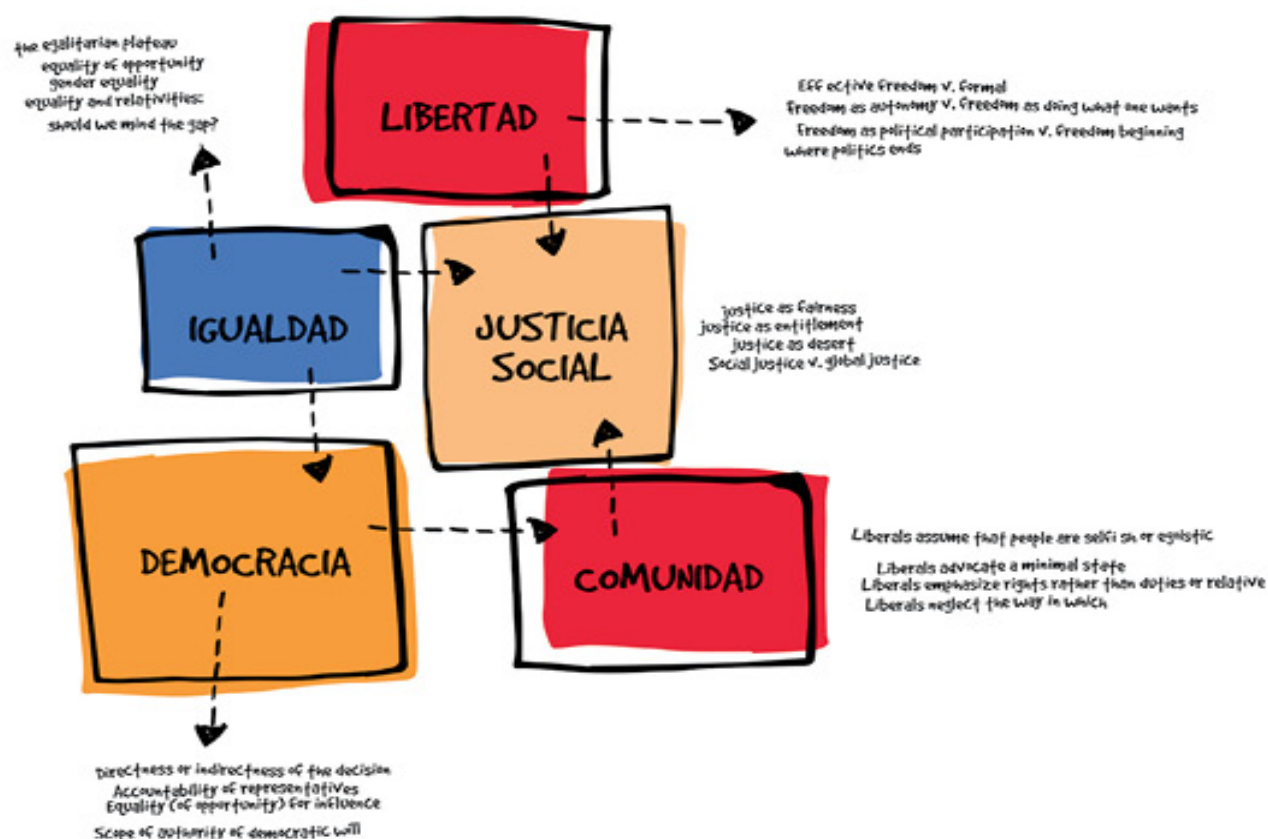 the egalitarian plateau
equality of opportunity
gender equality
equality and relativities:
should we mind the gap?
LIBERTAD
Eff ective freedom v. formal
freedom as autonomy v. freedom as doing what one wants
Freedom as political participation v. freedom beginning
where politics ends
IGUALDAD
JUSTICIA
SOCIAL
justice as fairness
justice as entitlement
justice as desert
Social justice v. global justice
DEMOCRACIA
COMUNIDAD
Liberals assume that people are selfi sh or egoistic
Liberals advocate a minimal state
Liberals emphasize rights rather than duties or relative
Liberals neglect the way in which
Directness or indirectness of the decision
Accountability of representatives
Equality (of opportunity) for influence
Scope of authority of democratic will